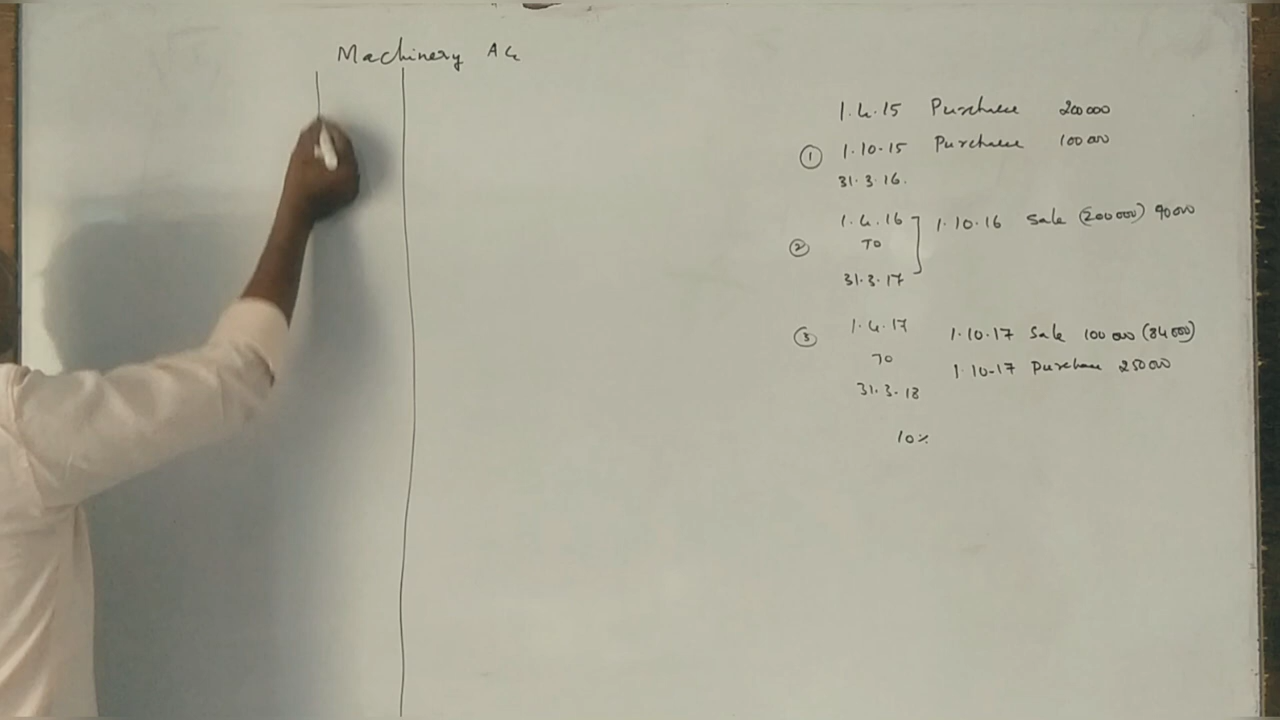 Machinery A/c
1.4.15 Purchase 200000
① 1.10.15 Purchase 100000
31.3.16.
1.4.16 1.10.16 Sale (200000) 90000
② TO
31.3.17
③ 1.4.17 1.10.17 Sale 100000 (84000)
TO 1.10-17 Purchase 250000
31.3.18
10%